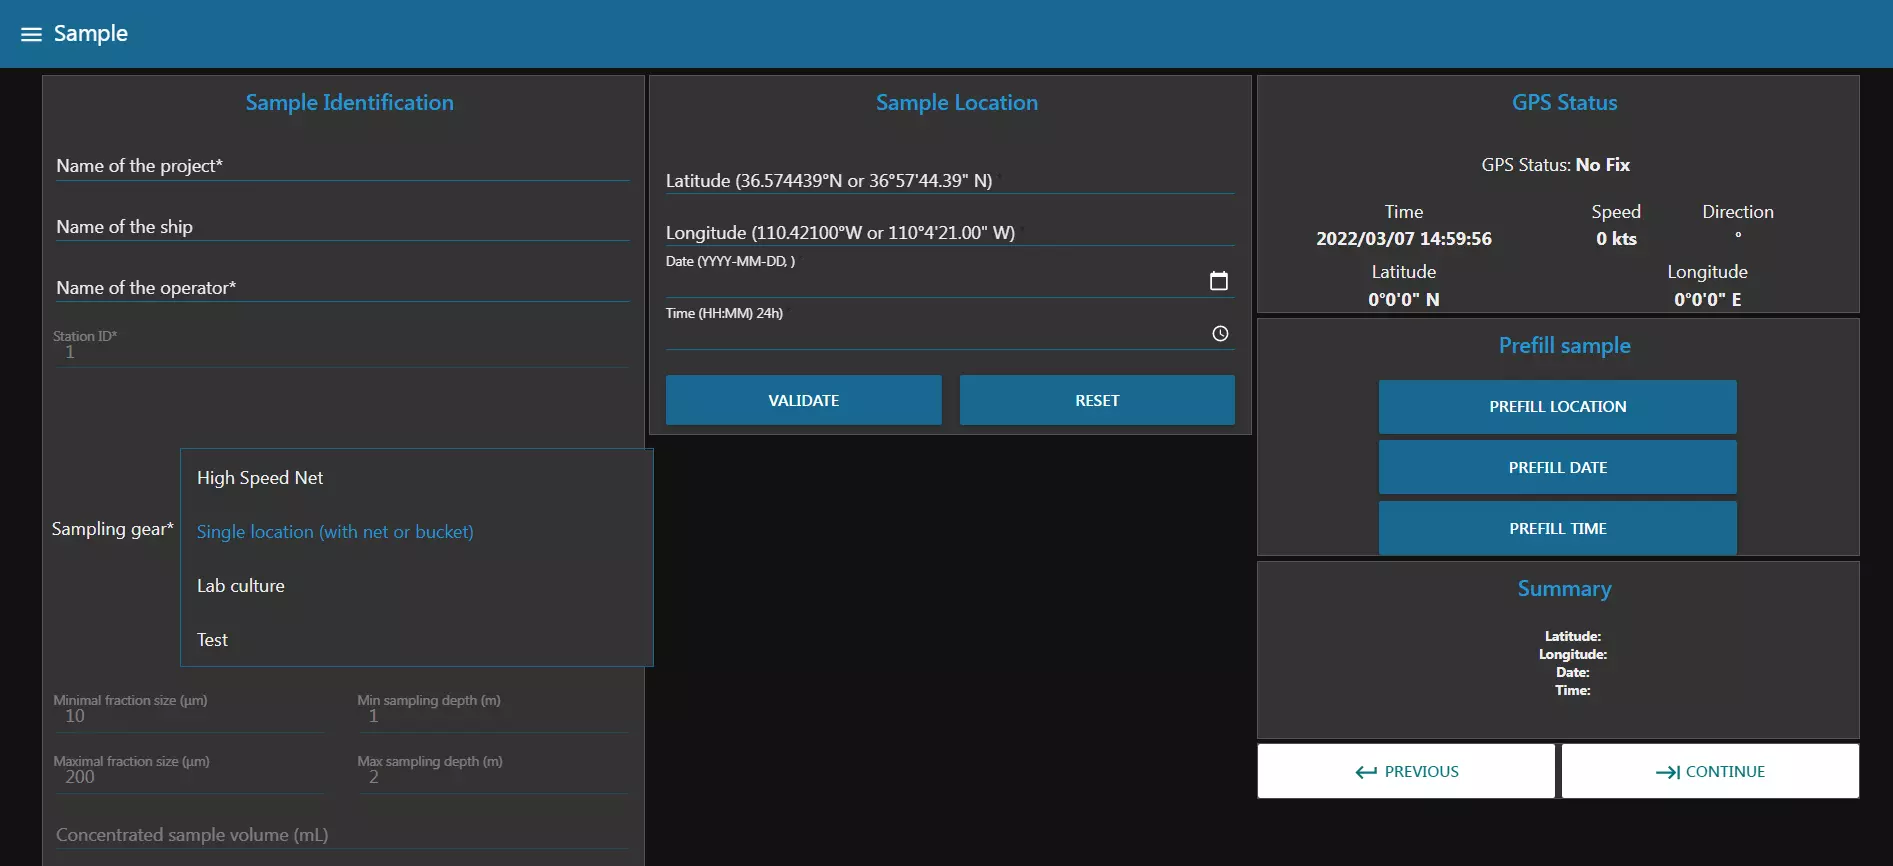 Sample
Sample Identification
Name of the project*
Name of the ship
Name of the operator*
Station ID*
1
Sampling gear*
High Speed Net
Single location (with net or bucket)
Lab culture
Test
Minimal fraction size (µm)
10
Min sampling depth (m)
1
Maximal fraction size (µm)
200
Max sampling depth (m)
2
Concentrated sample volume (mL)
Sample Location
Latitude (36.574439°N or 36°57'44.39" N) *
Longitude (110.42100°W or 110°4'21.00" W) *
Date (YYYY-MM-DD, ) *
Time (HH:MM) 24h) *
VALIDATE
RESET
GPS Status
GPS Status: No Fix
Time
Speed
Direction
2022/03/07 14:59:56
0 kts
°
Latitude
Longitude
0°0'0" N
0°0'0" E
Prefill sample
PREFILL LOCATION
PREFILL DATE
PREFILL TIME
Summary
Latitude:
Longitude:
Date:
Time:
PREVIOUS
CONTINUE